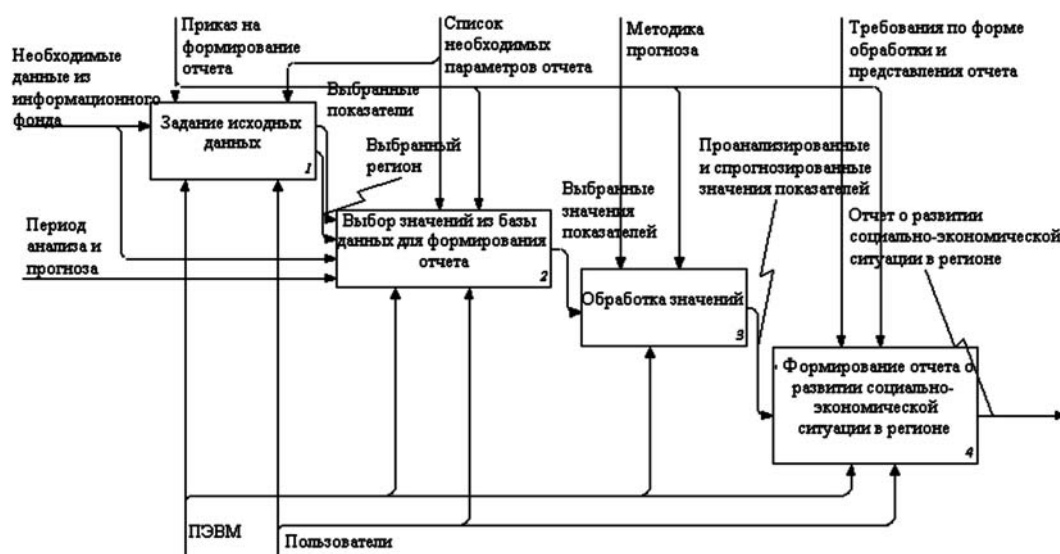 Необходимые
данные из
информационного
фонда
Приказ на
формирование
отчета
Список
необходимых
параметров отчета
Методика
прогноза
Требования по форме
обработки и
представления отчета
Выбранные
показатели
Задание исходных
данных
1
Выбранный
регион
Период
анализа и
прогноза
Выбор значений из базы
данных для формирования
отчета
2
Выбранные
значения
показателей
Проанализированные
и спрогнозированные
значения показателей
Обработка значений
3
Отчет о развитии
социально-экономической
ситуации в регионе
Формирование отчета о
развитии социально-
экономической
ситуации в регионе
4
ПЭВМ
Пользователи